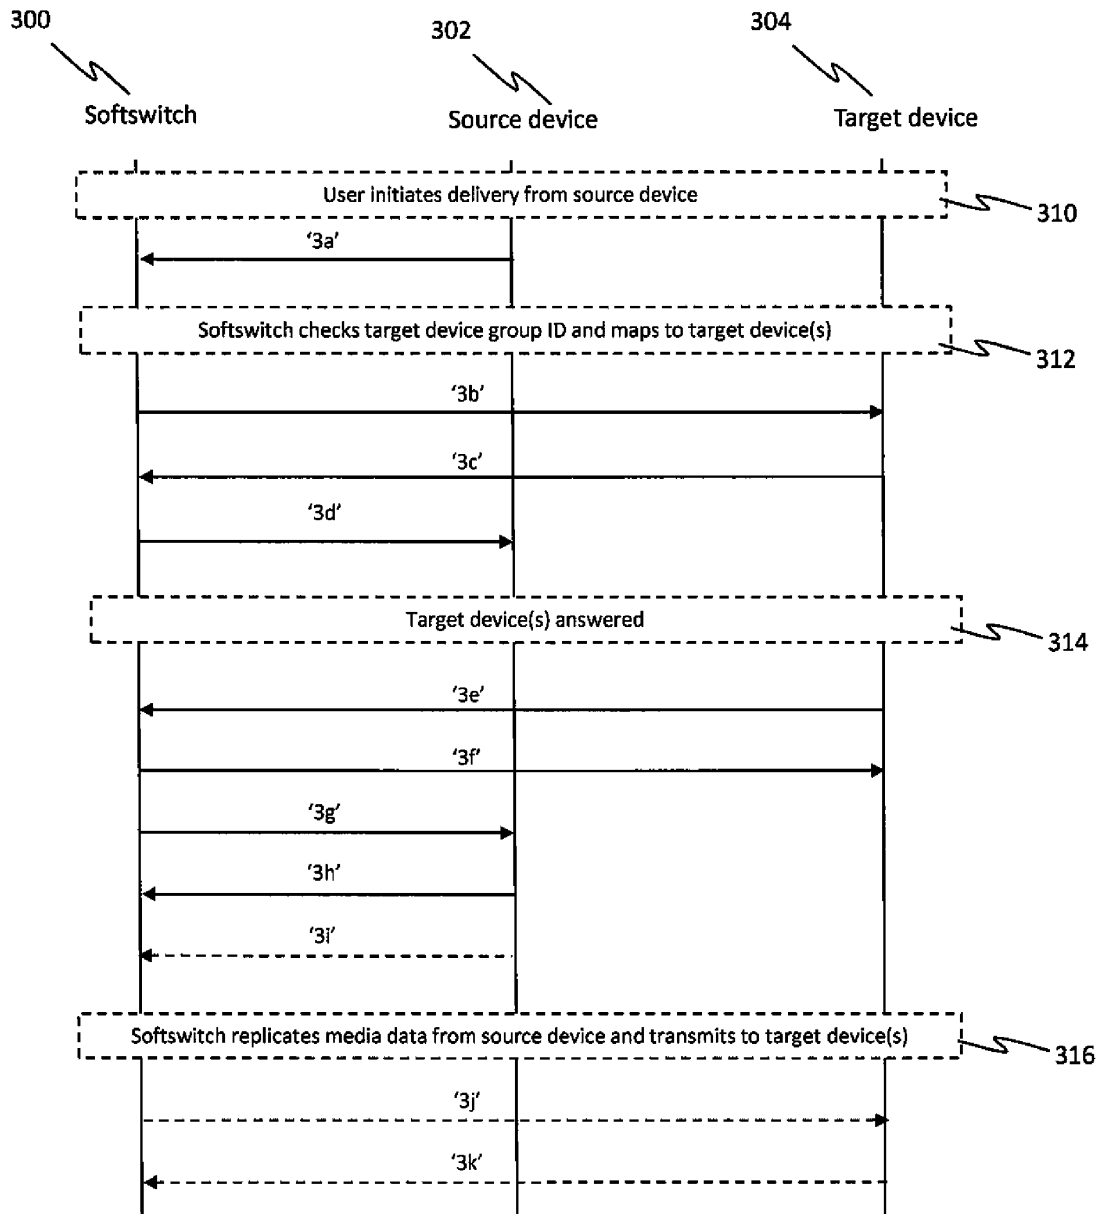 300
302
304
Softswitch
Source device
Target device
User initiates delivery from source device
310
‘3a’
Softswitch checks target device group ID and maps to target device(s)
312
‘3b’
‘3c’
‘3d’
Target device(s) answered
314
‘3e’
‘3f’
‘3g’
‘3h’
‘3i’
Softswitch replicates media data from source device and transmits to target device(s)
316
‘3j’
‘3k’